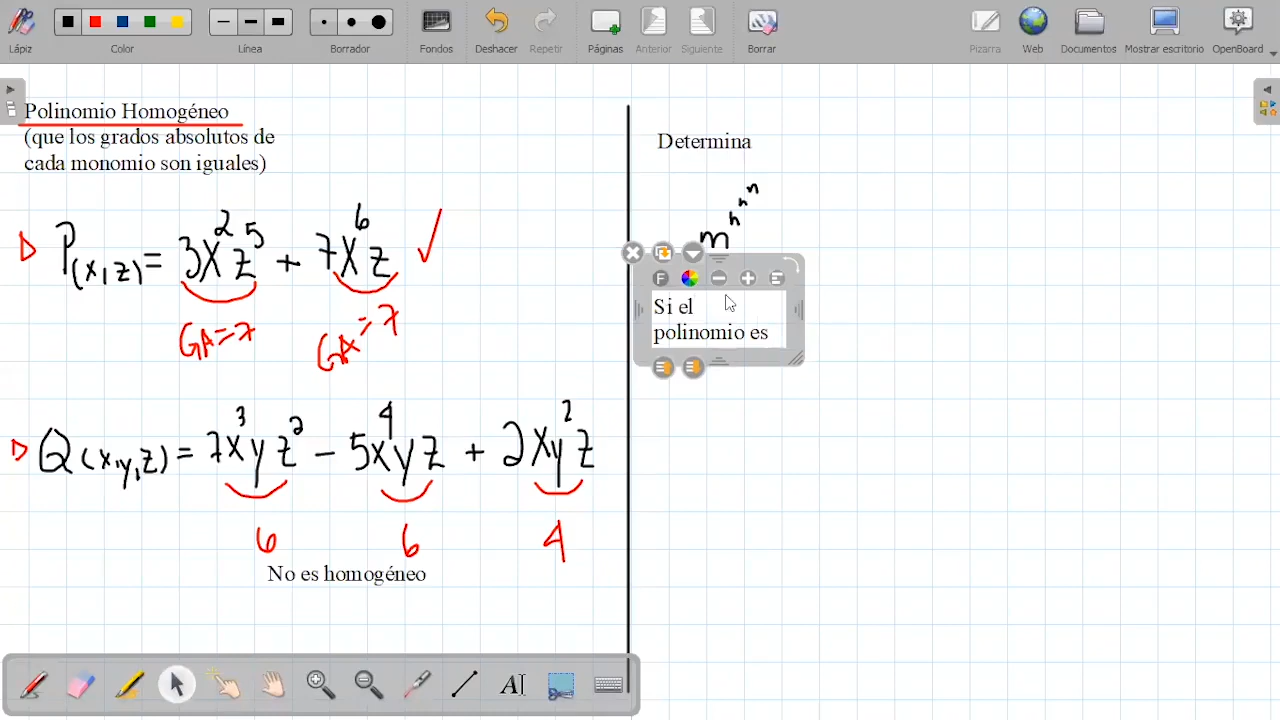 Lápiz
Color
Línea
Borrador
Fondos
Deshacer
Repetir
Páginas
Anterior
Siguiente
Borrar
Pizarra
Web
Documentos
Mostrar escritorio
OpenBoard
Polinomio Homogéneo
(que los grados absolutos de
cada monomio son iguales)
P(x,z) = 3x²z⁵ + 7x⁶z ✓
GA=7 GA=7
Q(x,y,z) = 7x³yz² − 5x⁴yz + 2xy²z
6 6 4
No es homogéneo
Determina
m^n^n^n
F
Si el
polinomio es
AI